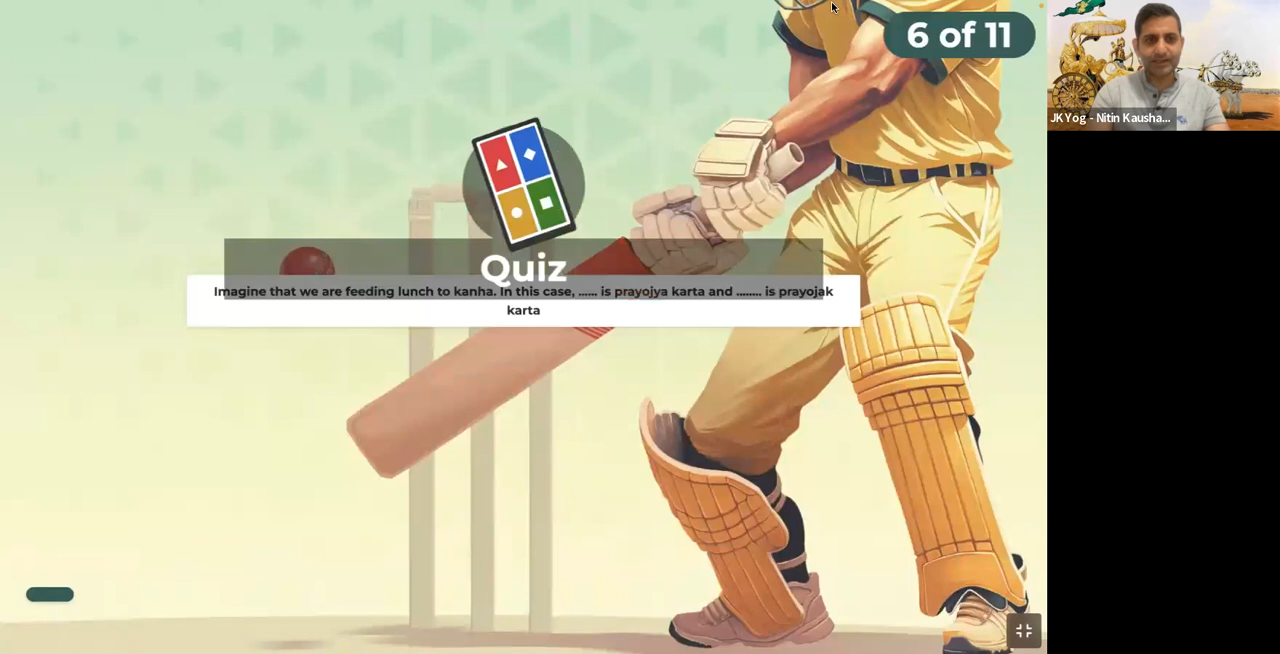 6 of 11
JKYog - Nitin Kausha...
Quiz
Imagine that we are feeding lunch to kanha. In this case, ...... is prayojya karta and ........ is prayojak
karta